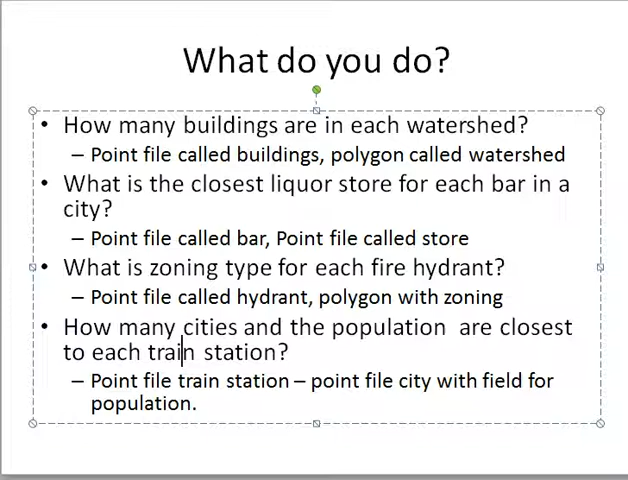 What do you do?
• How many buildings are in each watershed?
– Point file called buildings, polygon called watershed
• What is the closest liquor store for each bar in a
city?
– Point file called bar, Point file called store
• What is zoning type for each fire hydrant?
– Point file called hydrant, polygon with zoning
• How many cities and the population  are closest
to each train station?
– Point file train station – point file city with field for
population.